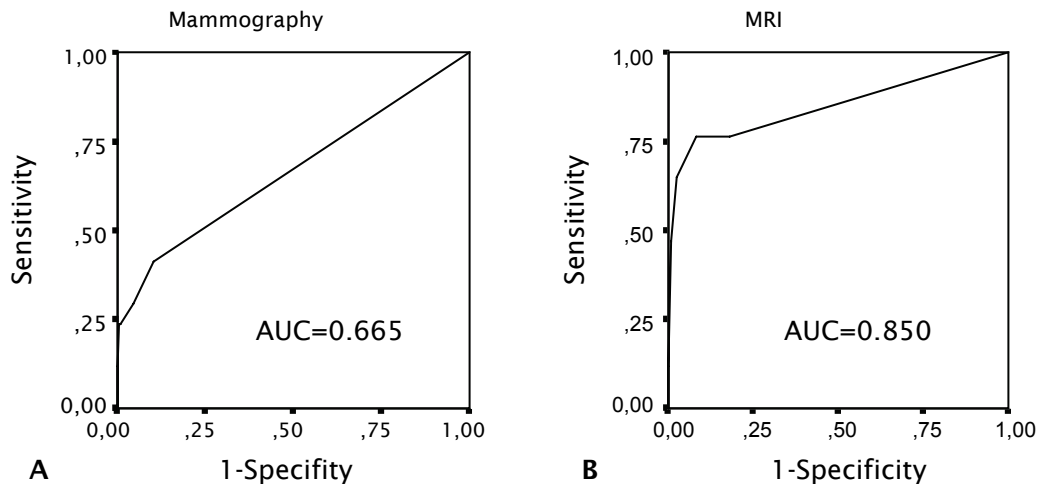 Mammography
1,00
,75
,50
,25
0,00
Sensitivity
AUC=0.665
0,00 ,25 ,50 ,75 1,00
1-Specifity
A
MRI
1,00
,75
,50
,25
0,00
Sensitivity
AUC=0.850
0,00 ,25 ,50 ,75 1,00
1-Specificity
B